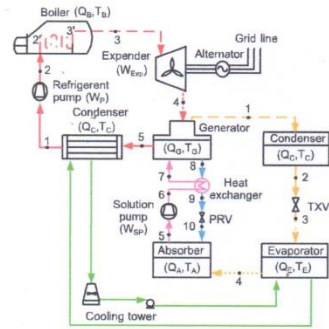 Boiler (Q_B, T_B)
Grid line
2'
3'
3
Expender
(W_Exp)
Alternator
2
Refrigerent
pump (W_P)
4
1
Condenser
(Q_C, T_C)
Generator
Condenser
1
5
(Q_G, T_G)
(Q_C, T_C)
7
8
2
Heat
exchanger
TXV
6
9
3
Solution
pump
(W_SP)
PRV
5
10
Absorber
Evaporator
(Q_A, T_A)
(Q_E, T_E)
4
Cooling tower